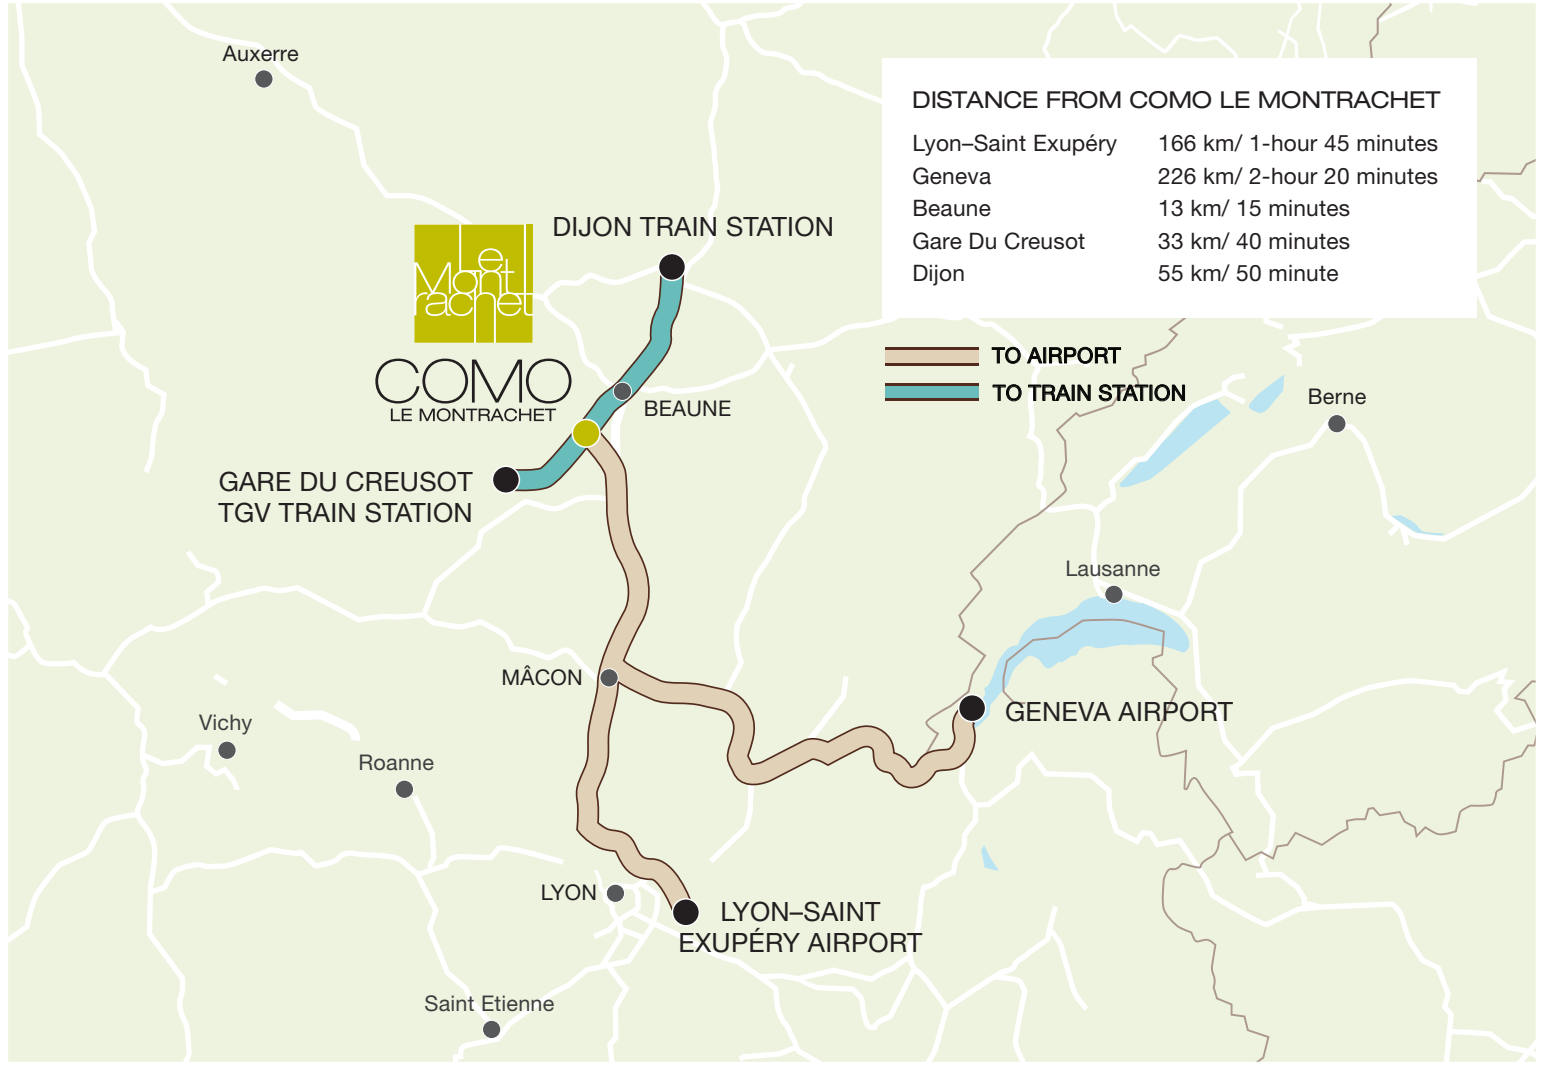 Auxerre
DISTANCE FROM COMO LE MONTRACHET
Lyon–Saint Exupéry 166 km/ 1-hour 45 minutes
Geneva 226 km/ 2-hour 20 minutes
Beaune 13 km/ 15 minutes
Gare Du Creusot 33 km/ 40 minutes
Dijon 55 km/ 50 minute
DIJON TRAIN STATION
Le
Mont
rachet
COMO
LE MONTRACHET
TO AIRPORT
TO TRAIN STATION
BEAUNE
Berne
GARE DU CREUSOT
TGV TRAIN STATION
Lausanne
MÂCON
GENEVA AIRPORT
Vichy
Roanne
LYON
LYON–SAINT
EXUPÉRY AIRPORT
Saint Etienne